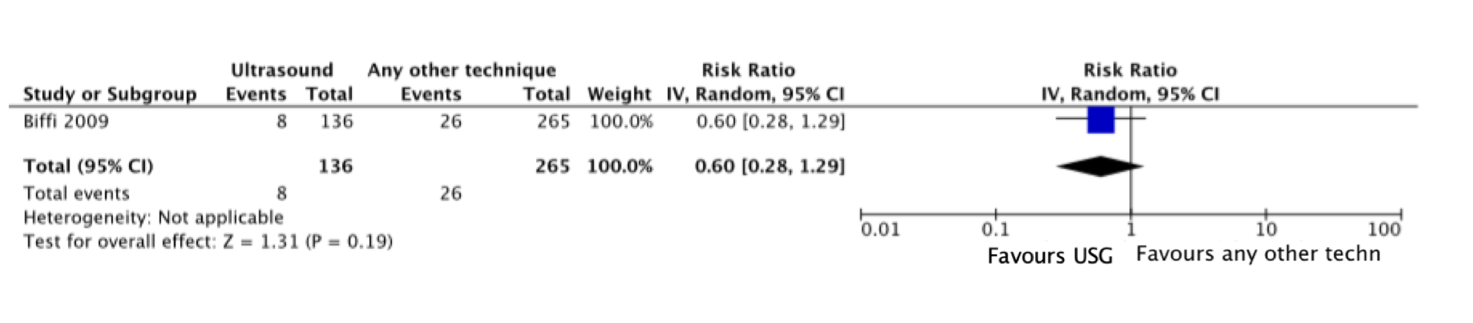 Ultrasound Any other technique Risk Ratio Risk Ratio
Study or Subgroup Events Total Events Total Weight IV, Random, 95% CI IV, Random, 95% CI
Biffi 2009 8 136 26 265 100.0% 0.60 [0.28, 1.29]
Total (95% CI) 136 265 100.0% 0.60 [0.28, 1.29]
Total events 8 26
Heterogeneity: Not applicable
Test for overall effect: Z = 1.31 (P = 0.19)
0.01 0.1 1 10 100
Favours USG Favours any other techn